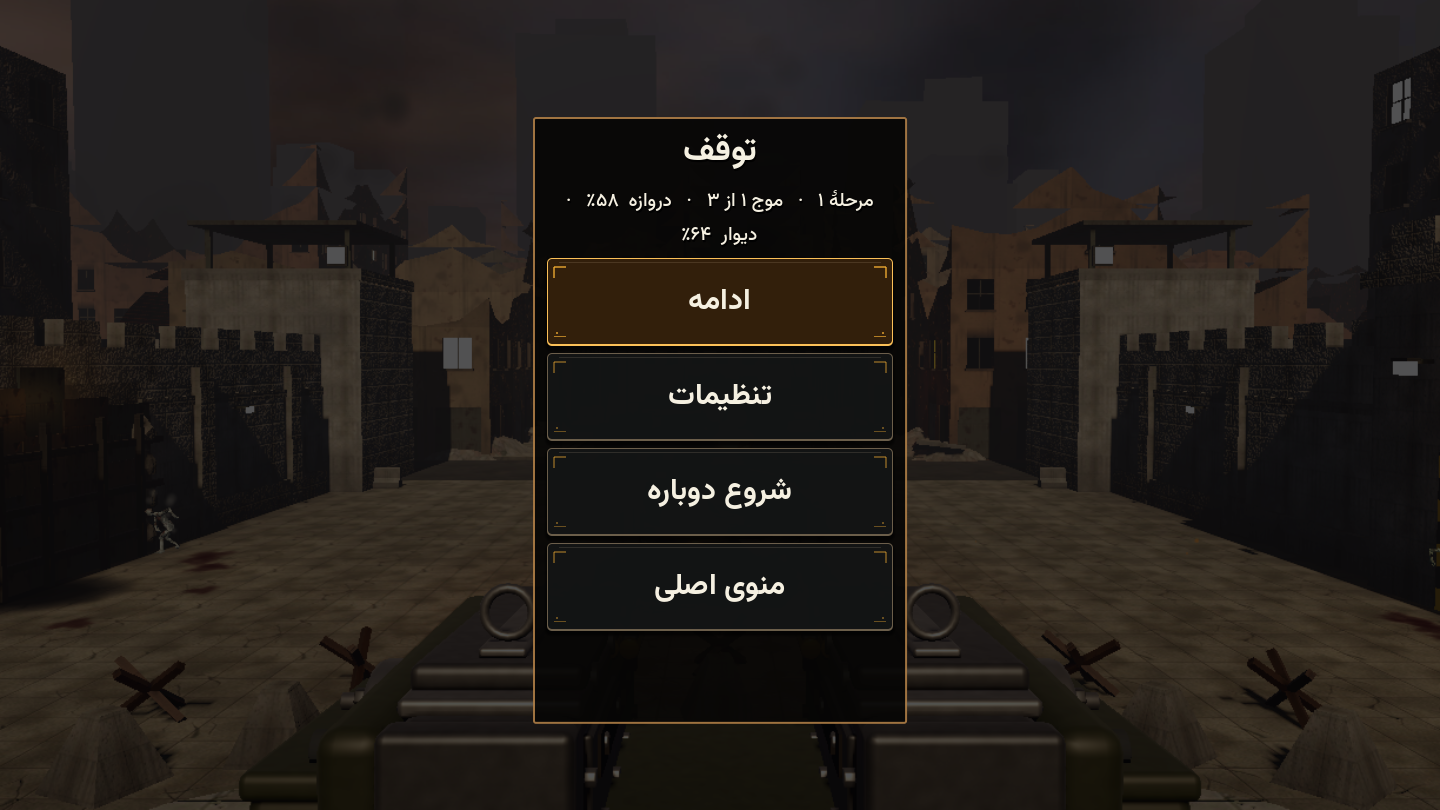 توقف
مرحلهٔ ۱ · موج ۱ از ۳ · دروازه ۵۸٪ ·
دیوار ۶۴٪
ادامه
تنظیمات
شروع دوباره
منوی اصلی